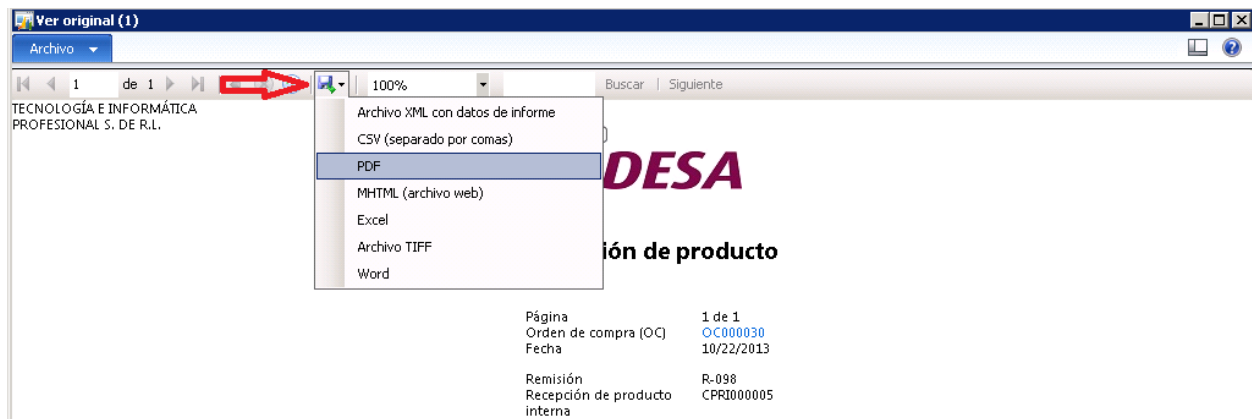 Ver original (1)
Archivo
1 de 1 100% Buscar | Siguiente
TECNOLOGÍA E INFORMÁTICA
PROFESIONAL S. DE R.L.
Archivo XML con datos de informe
CSV (separado por comas)
PDF
MHTML (archivo web)
Excel
Archivo TIFF
Word
DESA
ión de producto
Página 1 de 1
Orden de compra (OC) OC000030
Fecha 10/22/2013
Remisión R-098
Recepción de producto CPRI000005
interna